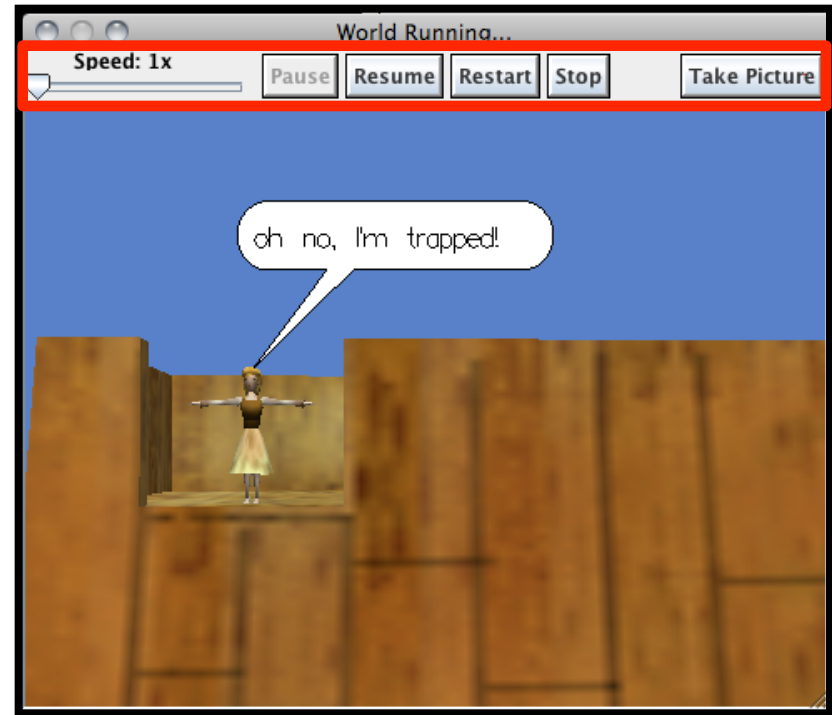 World Running...
Speed: 1x
Pause Resume Restart Stop Take Picture
oh no, I'm trapped!